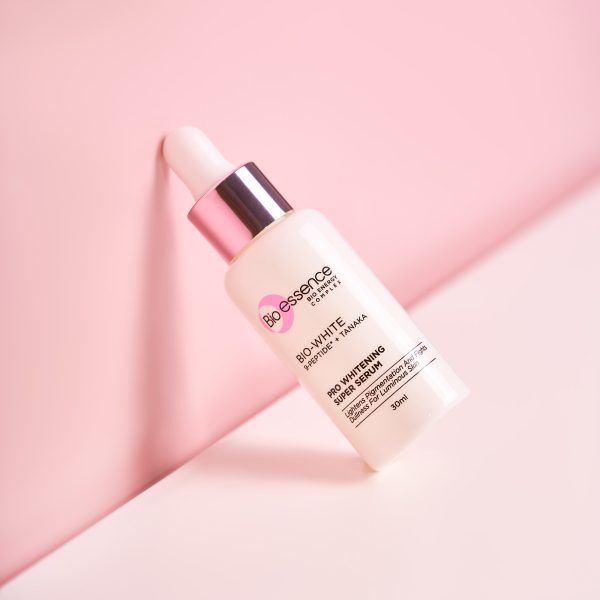 Bio essence
BIO ENERGY
COMPLEX
BIO-WHITE
9-PEPTIDE* + TANAKA
PRO WHITENING
SUPER SERUM
Lightens Pigmentation And Fights
Dullness For Luminous Skin
30ml